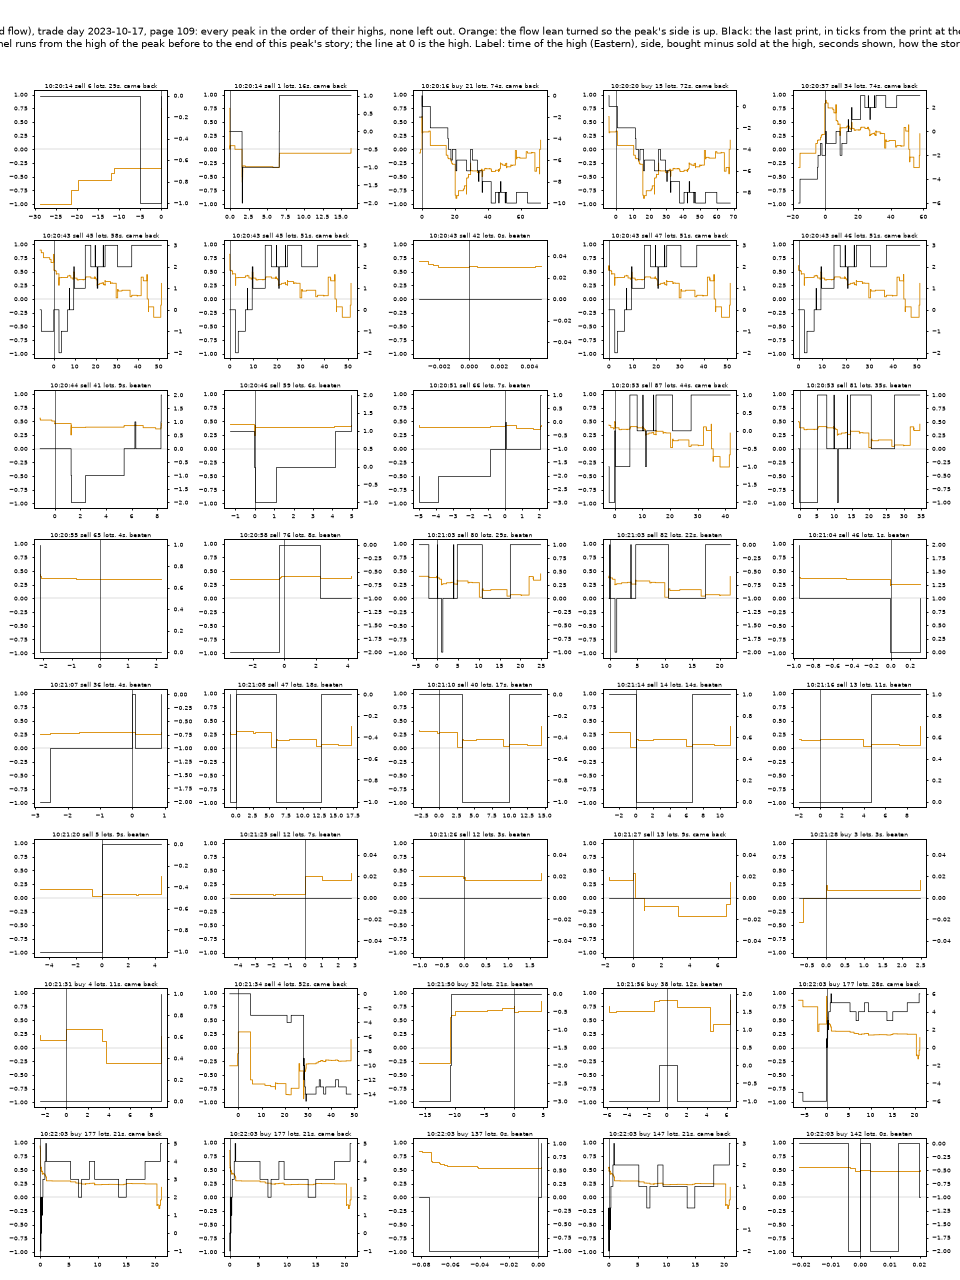 d flow), trade day 2023-10-17, page 109: every peak in the order of their highs, none left out. Orange: the flow lean turned so the peak's side is up. Black: the last print, in ticks from the print at the
nel runs from the high of the peak before to the end of this peak's story; the line at 0 is the high. Label: time of the high (Eastern), side, bought minus sold at the high, seconds shown, how the stor
10:20:14 sell 6 lots. 29s. came back
10:20:14 sell 1 lots. 16s. came back
10:20:16 buy 21 lots. 74s. came back
10:20:20 buy 15 lots. 72s. came back
10:20:37 sell 34 lots. 74s. came back
10:20:43 sell 45 lots. 58s. came back
10:20:43 sell 45 lots. 51s. came back
10:20:43 sell 42 lots. 0s. beaten
10:20:43 sell 47 lots. 51s. came back
10:20:43 sell 46 lots. 51s. came back
10:20:44 sell 41 lots. 9s. beaten
10:20:46 sell 59 lots. 6s. beaten
10:20:51 sell 66 lots. 7s. beaten
10:20:53 sell 87 lots. 44s. came back
10:20:53 sell 81 lots. 35s. beaten
10:20:55 sell 65 lots. 4s. beaten
10:20:58 sell 76 lots. 8s. beaten
10:21:03 sell 80 lots. 29s. beaten
10:21:03 sell 82 lots. 22s. beaten
10:21:04 sell 46 lots. 1s. beaten
10:21:07 sell 36 lots. 4s. beaten
10:21:08 sell 47 lots. 18s. beaten
10:21:10 sell 40 lots. 17s. beaten
10:21:14 sell 14 lots. 14s. beaten
10:21:16 sell 13 lots. 11s. beaten
10:21:20 sell 5 lots. 9s. beaten
10:21:25 sell 12 lots. 7s. beaten
10:21:26 sell 12 lots. 3s. beaten
10:21:27 sell 13 lots. 9s. came back
10:21:28 buy 3 lots. 3s. beaten
10:21:31 buy 4 lots. 11s. came back
10:21:34 sell 4 lots. 52s. came back
10:21:50 buy 32 lots. 21s. beaten
10:21:56 buy 38 lots. 12s. beaten
10:22:03 buy 177 lots. 28s. came back
10:22:03 buy 177 lots. 21s. came back
10:22:03 buy 177 lots. 21s. came back
10:22:03 buy 137 lots. 0s. beaten
10:22:03 buy 147 lots. 21s. came back
10:22:03 buy 142 lots. 0s. beaten